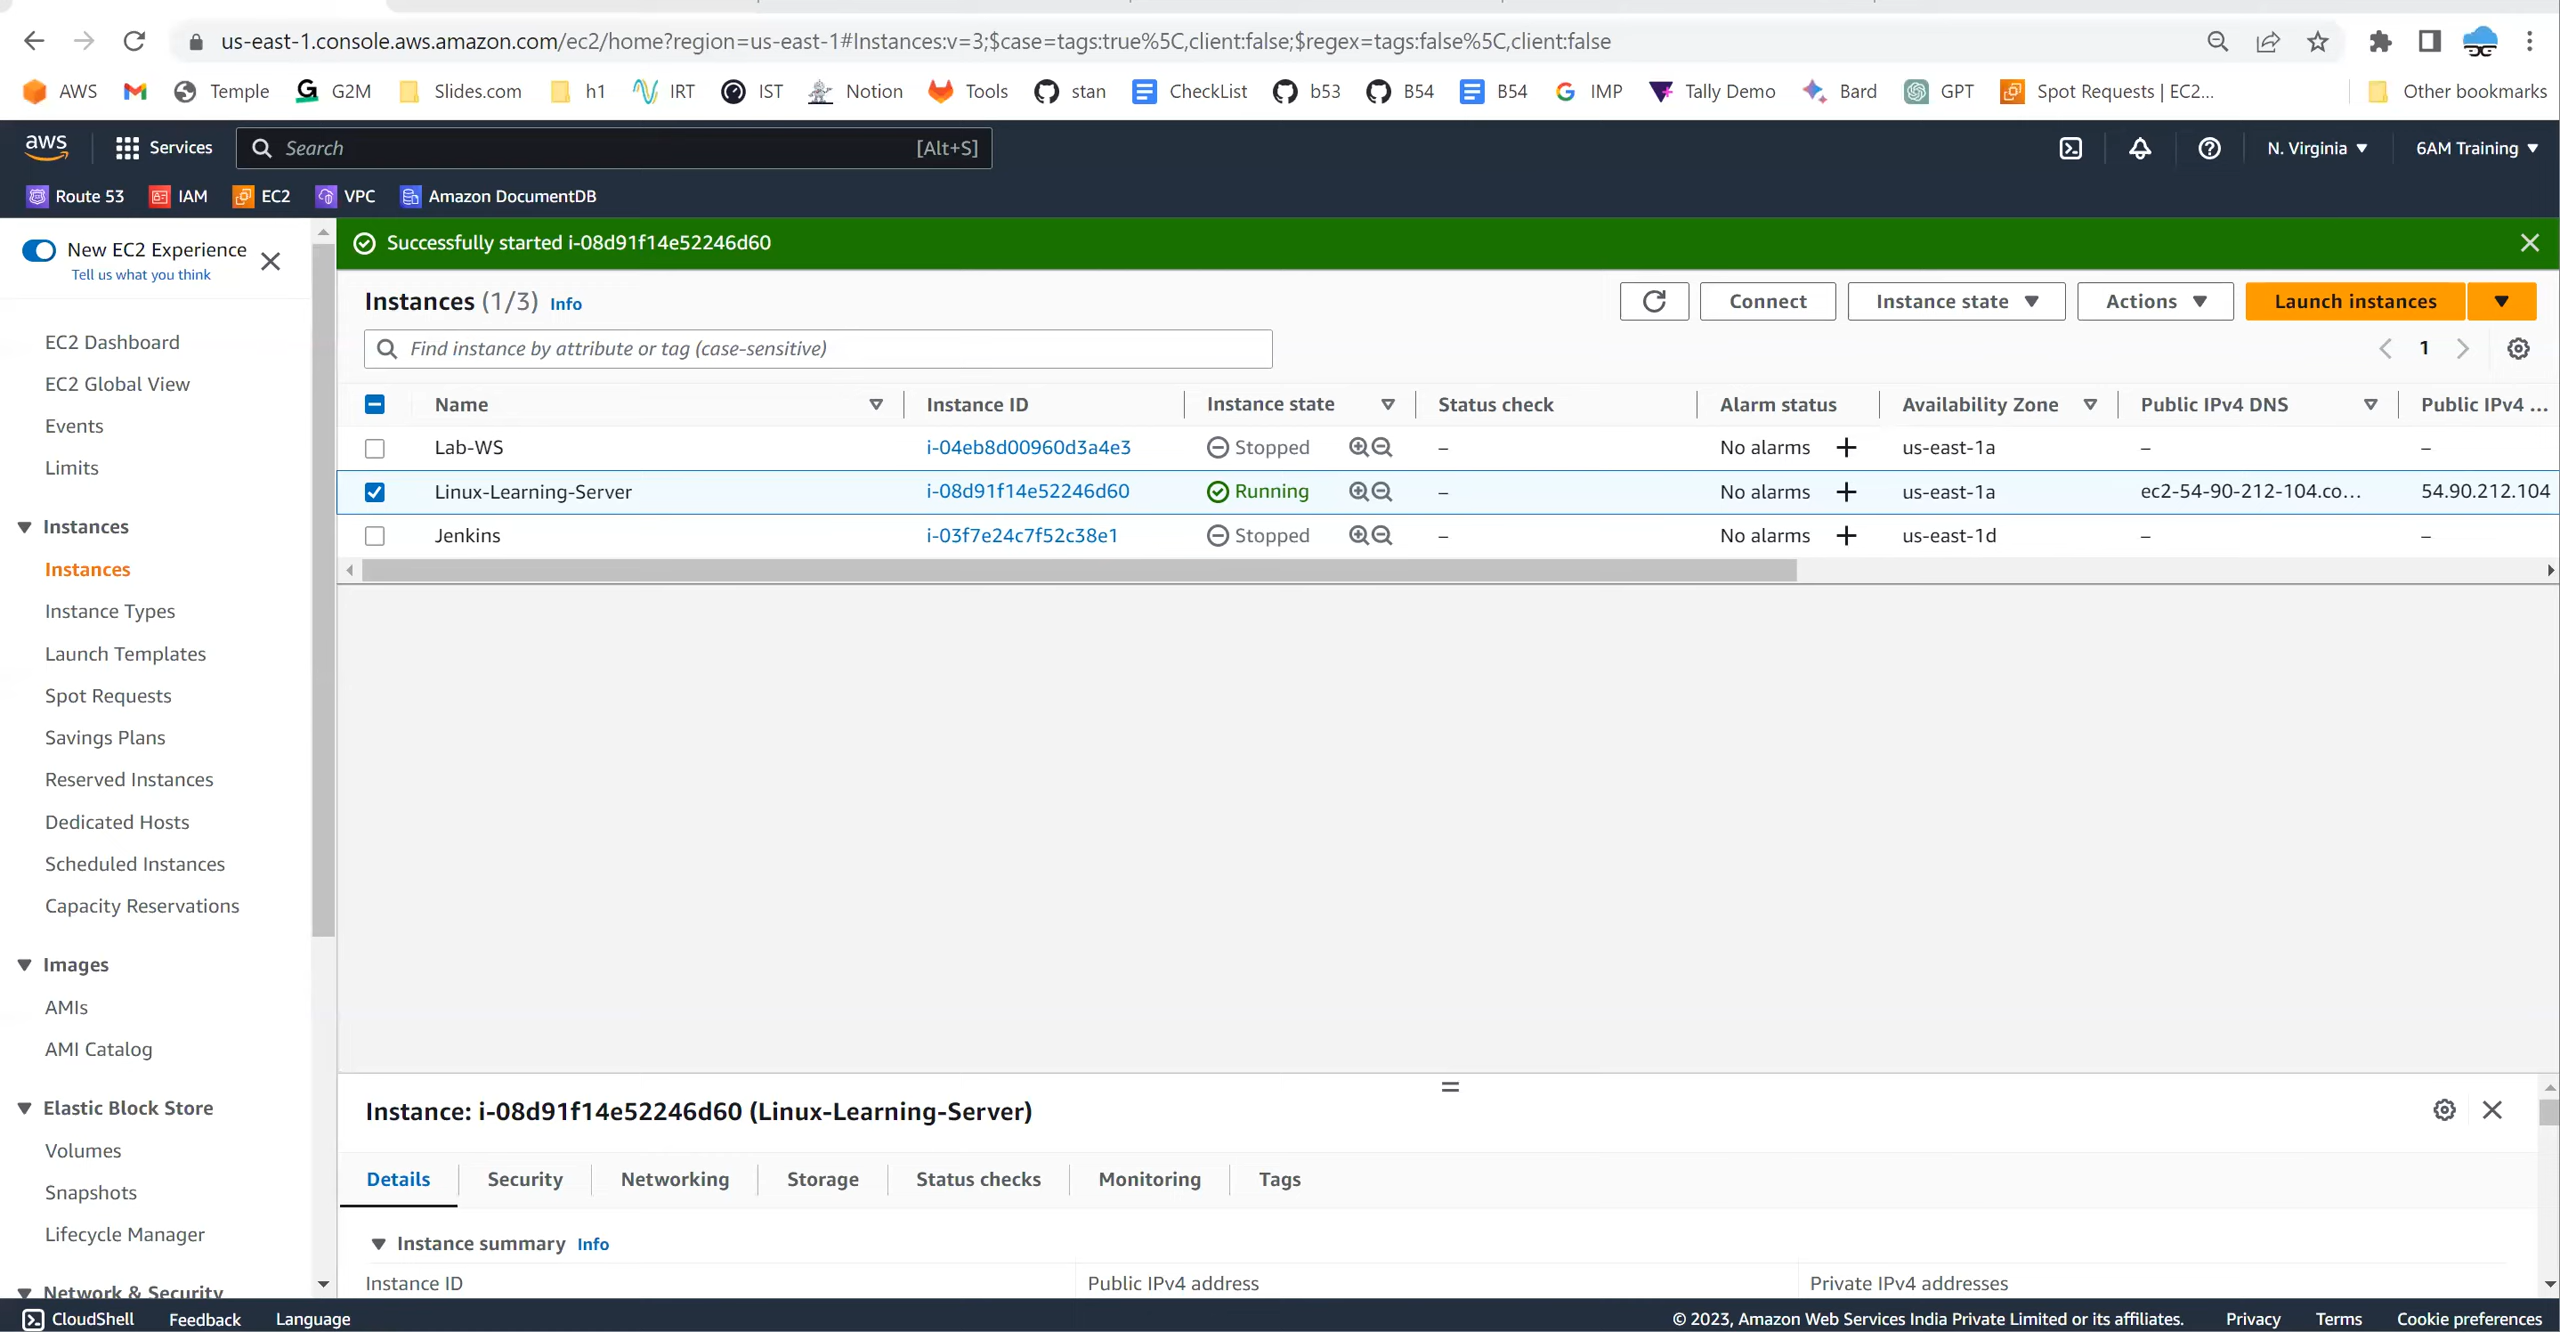 us-east-1.console.aws.amazon.com/ec2/home?region=us-east-1#Instances:v=3;$case=tags:true%5C,client:false;$regex=tags:false%5C,client:false
AWS Temple G2M Slides.com h1 IRT IST Notion Tools stan CheckList b53 B54 B54 IMP Tally Demo Bard GPT Spot Requests | EC2... Other bookmarks
aws Services Search [Alt+S] N. Virginia 6AM Training
Route 53 IAM EC2 VPC Amazon DocumentDB
New EC2 Experience
Tell us what you think
EC2 Dashboard
EC2 Global View
Events
Limits
Instances
Instances
Instance Types
Launch Templates
Spot Requests
Savings Plans
Reserved Instances
Dedicated Hosts
Scheduled Instances
Capacity Reservations
Images
AMIs
AMI Catalog
Elastic Block Store
Volumes
Snapshots
Lifecycle Manager
Network & Security
Successfully started i-08d91f14e52246d60
Instances (1/3) Info Connect Instance state Actions Launch instances
Find instance by attribute or tag (case-sensitive) 1
Name Instance ID Instance state Status check Alarm status Availability Zone Public IPv4 DNS Public IPv4 ...
Lab-WS i-04eb8d00960d3a4e3 Stopped – No alarms us-east-1a – –
Linux-Learning-Server i-08d91f14e52246d60 Running – No alarms us-east-1a ec2-54-90-212-104.co... 54.90.212.104
Jenkins i-03f7e24c7f52c38e1 Stopped – No alarms us-east-1d – –
Instance: i-08d91f14e52246d60 (Linux-Learning-Server)
Details Security Networking Storage Status checks Monitoring Tags
Instance summary Info
Instance ID Public IPv4 address Private IPv4 addresses
CloudShell Feedback Language © 2023, Amazon Web Services India Private Limited or its affiliates. Privacy Terms Cookie preferences